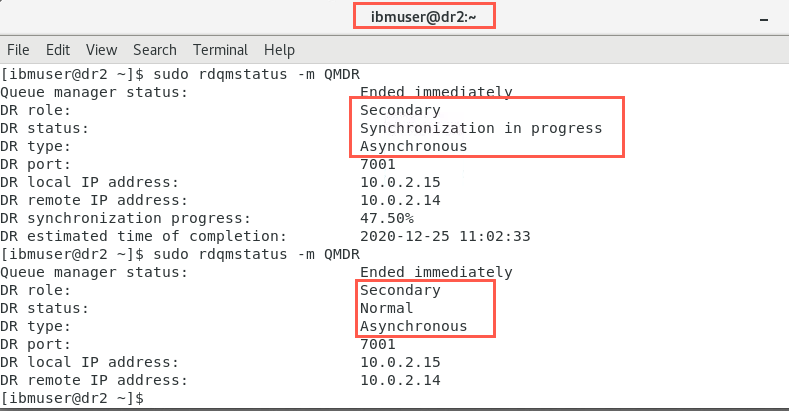 ibmuser@dr2:~
File Edit View Search Terminal Help
[ibmuser@dr2 ~]$ sudo rdqmstatus -m QMDR
Queue manager status: Ended immediately
DR role: Secondary
DR status: Synchronization in progress
DR type: Asynchronous
DR port: 7001
DR local IP address: 10.0.2.15
DR remote IP address: 10.0.2.14
DR synchronization progress: 47.50%
DR estimated time of completion: 2020-12-25 11:02:33
[ibmuser@dr2 ~]$ sudo rdqmstatus -m QMDR
Queue manager status: Ended immediately
DR role: Secondary
DR status: Normal
DR type: Asynchronous
DR port: 7001
DR local IP address: 10.0.2.15
DR remote IP address: 10.0.2.14
[ibmuser@dr2 ~]$